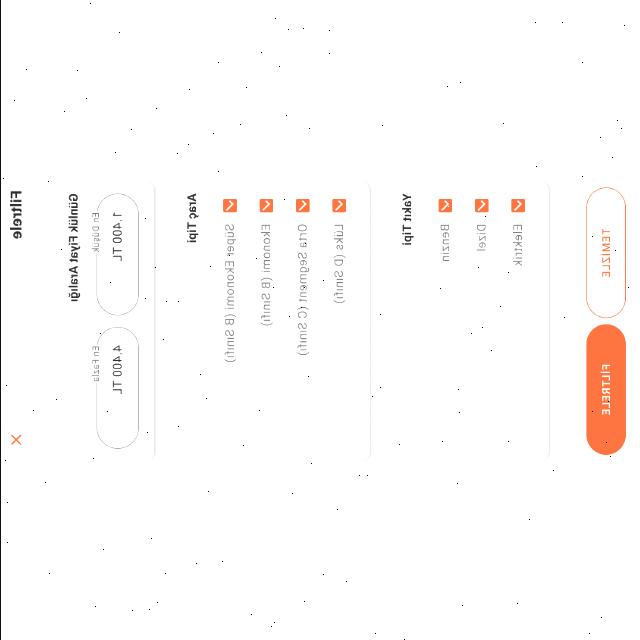 Filtrele
Günlük Fiyat Aralığı
En Düşük
1.400 TL
En Fazla
4.400 TL
Araç Tipi
Süper Ekonomi (B Sınıfı)
Ekonomi (B Sınıfı)
Orta Segment (C Sınıfı)
Lüks (D Sınıfı)
Yakıt Tipi
Benzin
Dizel
Elektrik
TEMİZLE
FİLTRELE